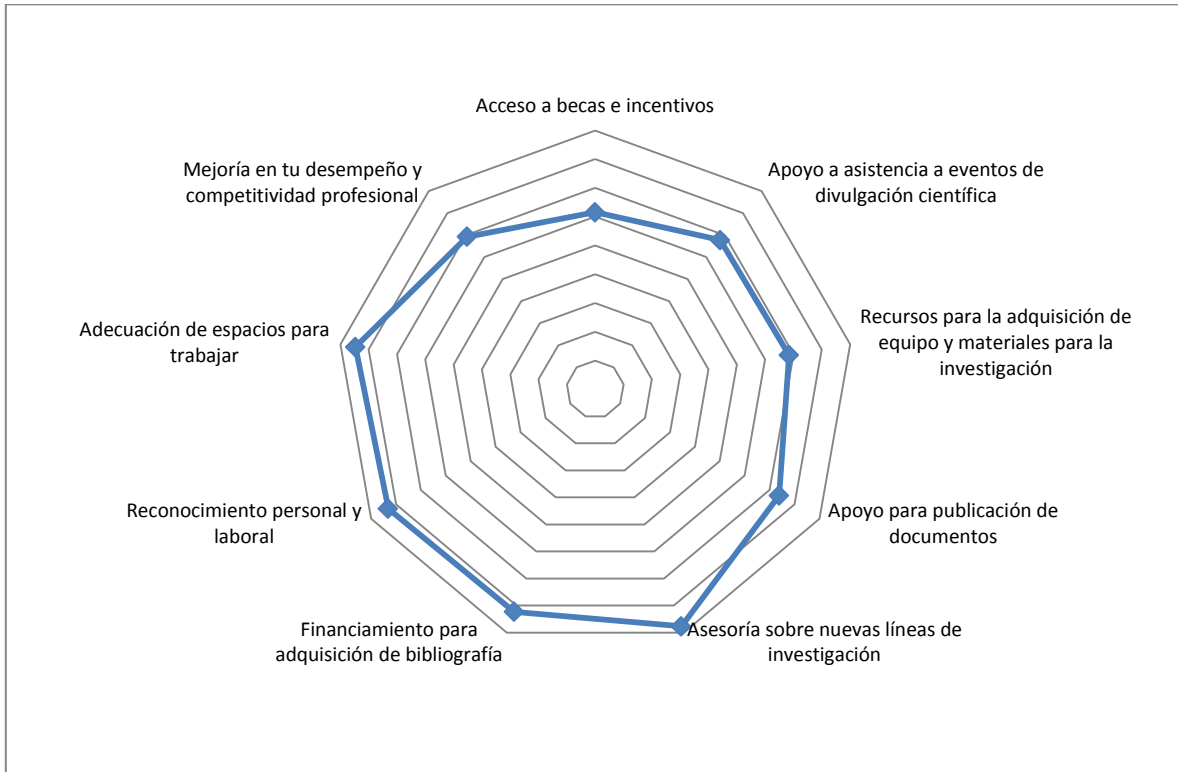 Acceso a becas e incentivos
Apoyo a asistencia a eventos de
divulgación científica
Recursos para la adquisición de
equipo y materiales para la
investigación
Apoyo para publicación de
documentos
Asesoría sobre nuevas líneas de
investigación
Financiamiento para
adquisición de bibliografía
Reconocimiento personal y
laboral
Adecuación de espacios para
trabajar
Mejoría en tu desempeño y
competitividad profesional